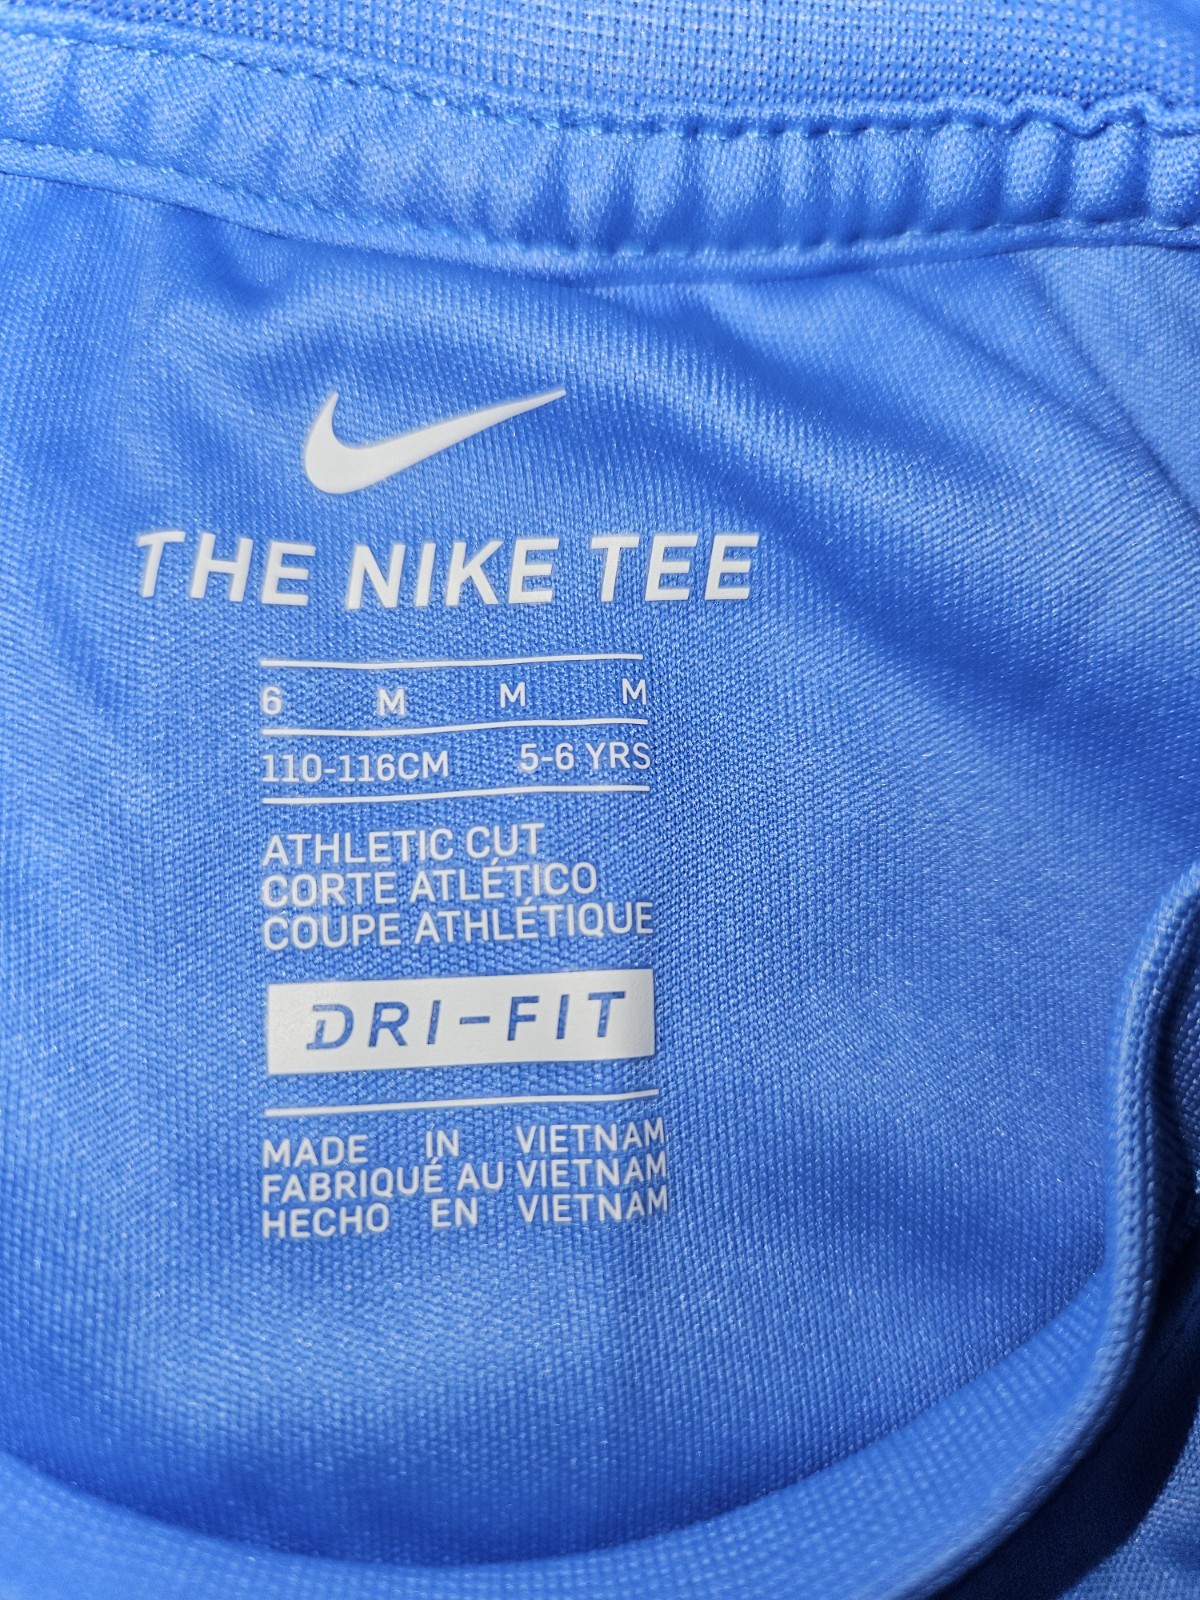 THE NIKE TEE
6 M M M
110-116CM 5-6 YRS
ATHLETIC CUT
CORTE ATLÉTICO
COUPE ATHLÉTIQUE
DRI-FIT
MADE IN VIETNAM
FABRIQUÉ AU VIETNAM
HECHO EN VIETNAM